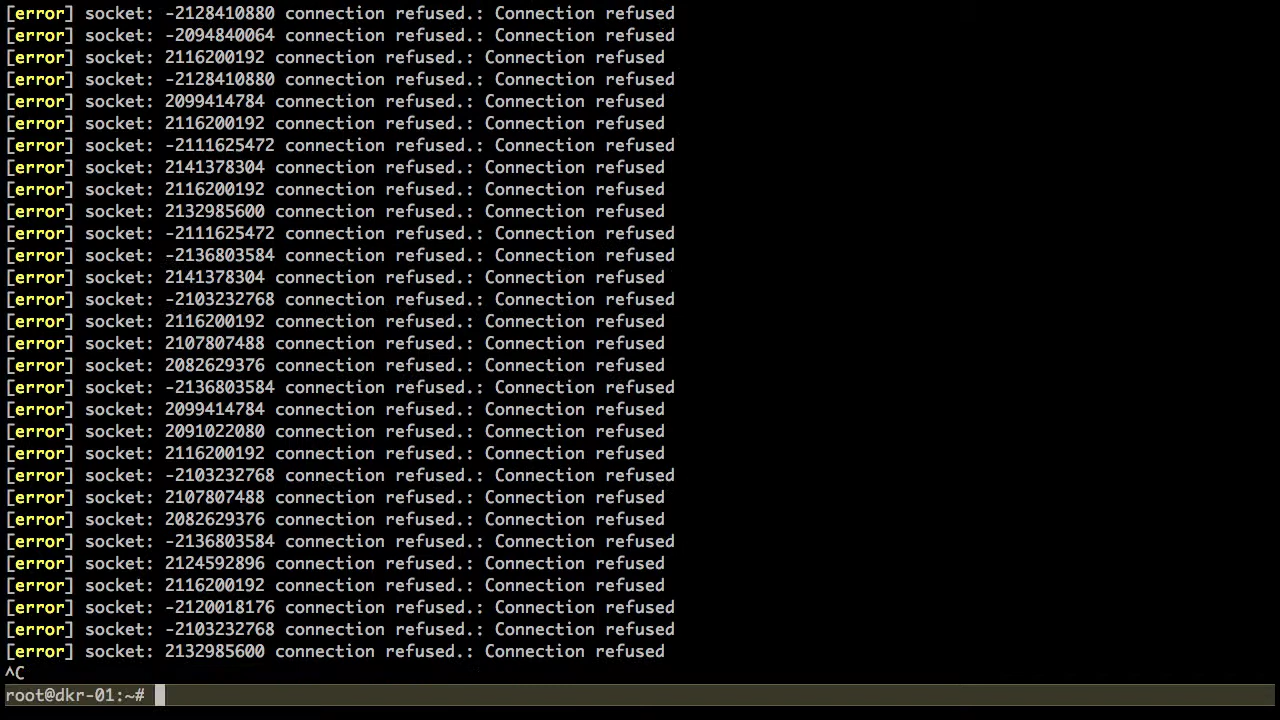 [error] socket: -2128410880 connection refused.: Connection refused
[error] socket: -2094840064 connection refused.: Connection refused
[error] socket: 2116200192 connection refused.: Connection refused
[error] socket: -2128410880 connection refused.: Connection refused
[error] socket: 2099414784 connection refused.: Connection refused
[error] socket: 2116200192 connection refused.: Connection refused
[error] socket: -2111625472 connection refused.: Connection refused
[error] socket: 2141378304 connection refused.: Connection refused
[error] socket: 2116200192 connection refused.: Connection refused
[error] socket: 2132985600 connection refused.: Connection refused
[error] socket: -2111625472 connection refused.: Connection refused
[error] socket: -2136803584 connection refused.: Connection refused
[error] socket: 2141378304 connection refused.: Connection refused
[error] socket: -2103232768 connection refused.: Connection refused
[error] socket: 2116200192 connection refused.: Connection refused
[error] socket: 2107807488 connection refused.: Connection refused
[error] socket: 2082629376 connection refused.: Connection refused
[error] socket: -2136803584 connection refused.: Connection refused
[error] socket: 2099414784 connection refused.: Connection refused
[error] socket: 2091022080 connection refused.: Connection refused
[error] socket: 2116200192 connection refused.: Connection refused
[error] socket: -2103232768 connection refused.: Connection refused
[error] socket: 2107807488 connection refused.: Connection refused
[error] socket: 2082629376 connection refused.: Connection refused
[error] socket: -2136803584 connection refused.: Connection refused
[error] socket: 2124592896 connection refused.: Connection refused
[error] socket: 2116200192 connection refused.: Connection refused
[error] socket: -2120018176 connection refused.: Connection refused
[error] socket: -2103232768 connection refused.: Connection refused
[error] socket: 2132985600 connection refused.: Connection refused
^C
root@dkr-01:~#